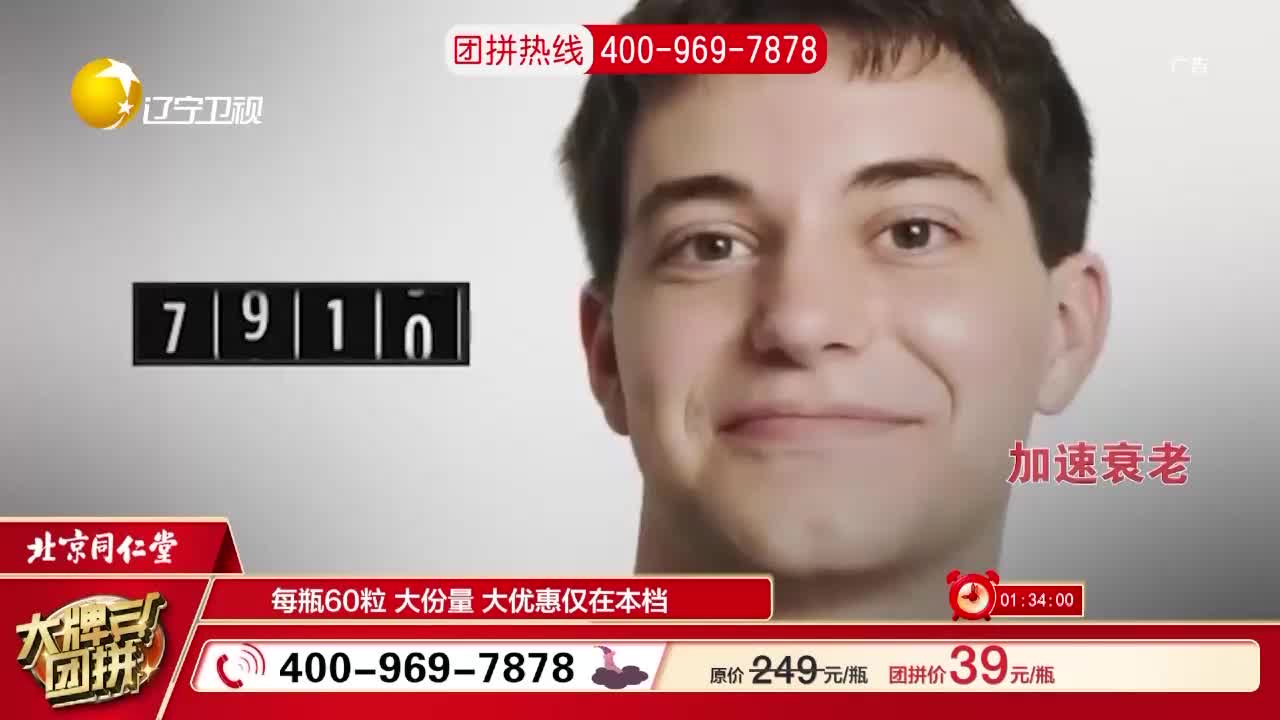 团拼热线 400-969-7878
广告
辽宁卫视
7910
加速衰老
北京同仁堂
每瓶60粒 大份量 大优惠仅在本档
01:34:00
大牌云团拼
400-969-7878
原价 249元/瓶 团拼价39元/瓶